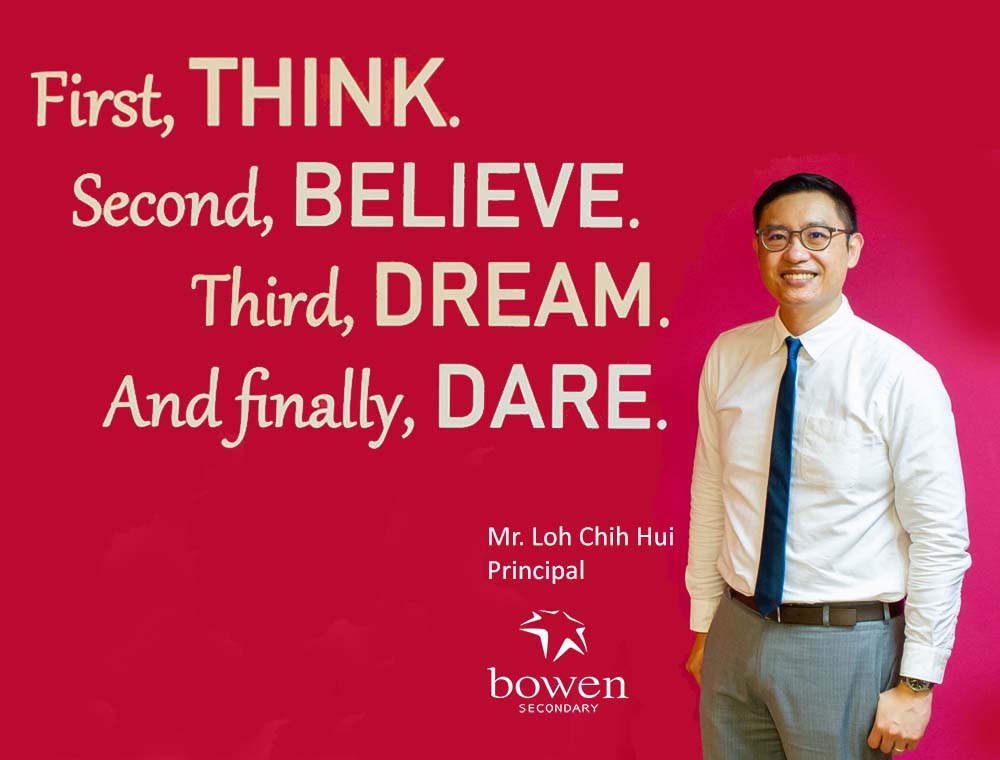 First, THINK.
Second, BELIEVE.
Third, DREAM.
And finally, DARE.
Mr. Loh Chih Hui
Principal
bowen
SECONDARY